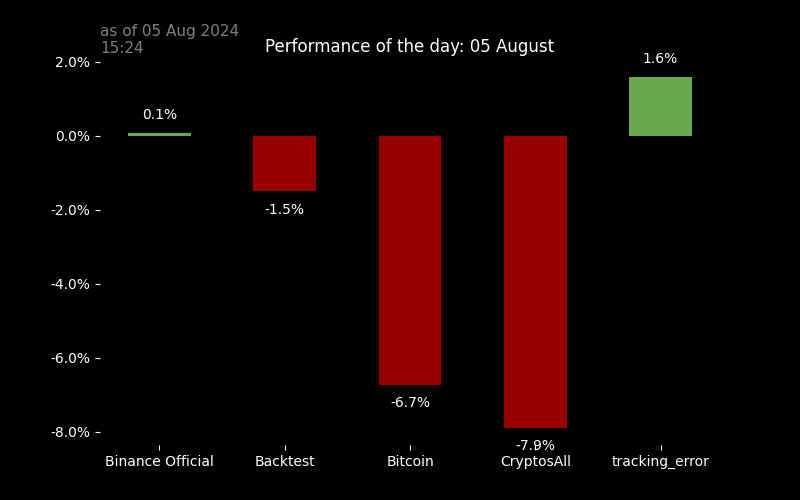 as of 05 Aug 2024
15:24
Performance of the day: 05 August
2.0%
0.0%
-2.0%
-4.0%
-6.0%
-8.0%
0.1%
-1.5%
-6.7%
-7.9%
1.6%
Binance Official
Backtest
Bitcoin
CryptosAll
tracking_error